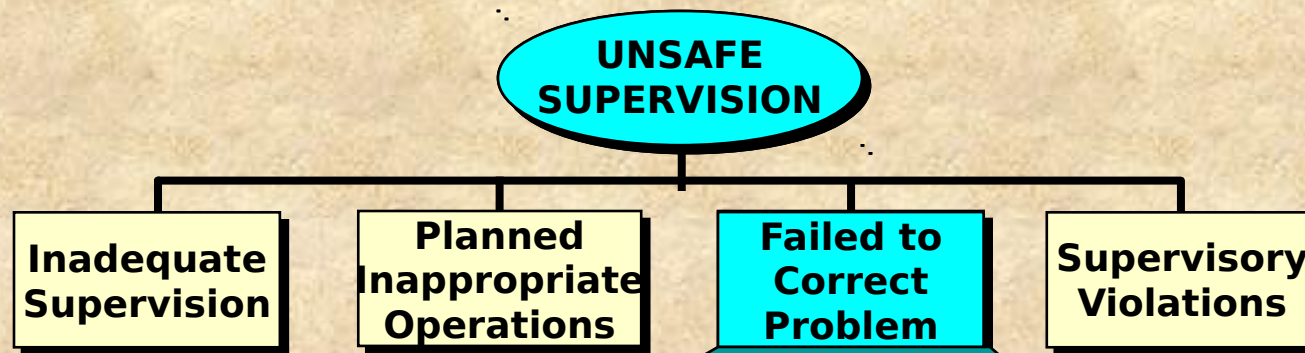 UNSAFE
SUPERVISION
Inadequate
Supervision
Planned
Inappropriate
Operations
Failed to
Correct
Problem
Supervisory
Violations